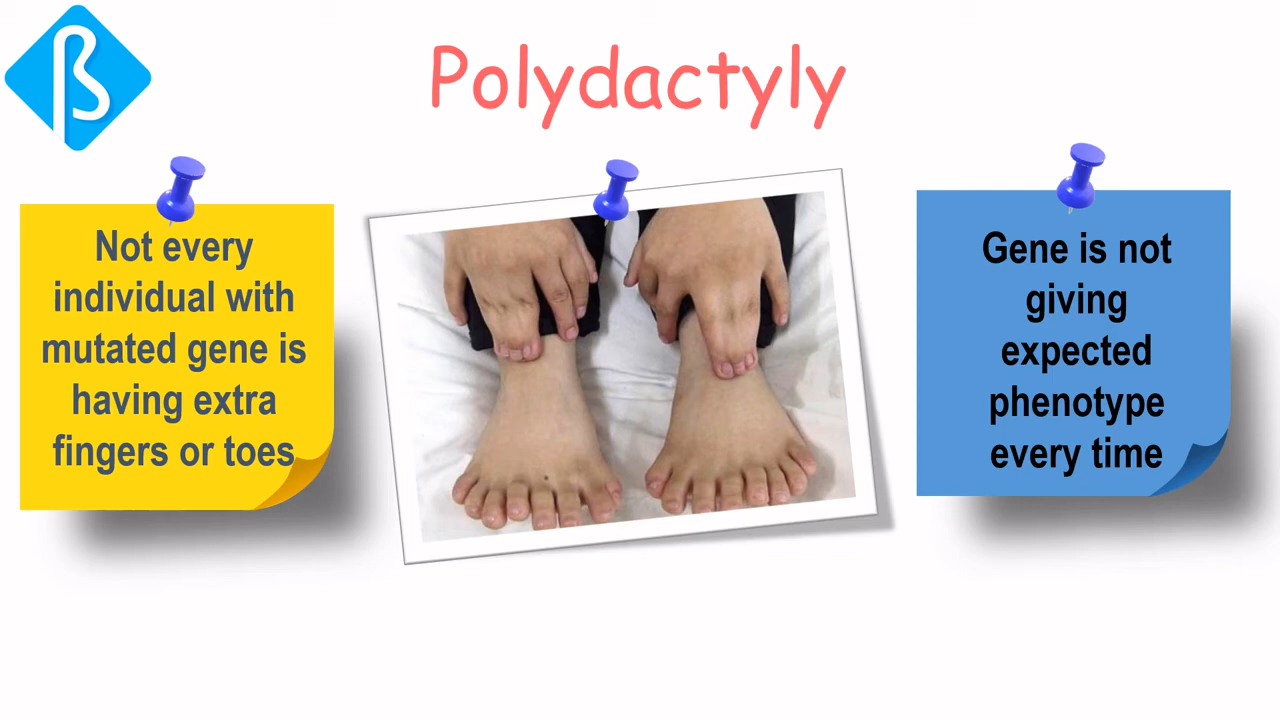 ß
Polydactyly
Not every
individual with
mutated gene is
having extra
fingers or toes
Gene is not
giving
expected
phenotype
every time